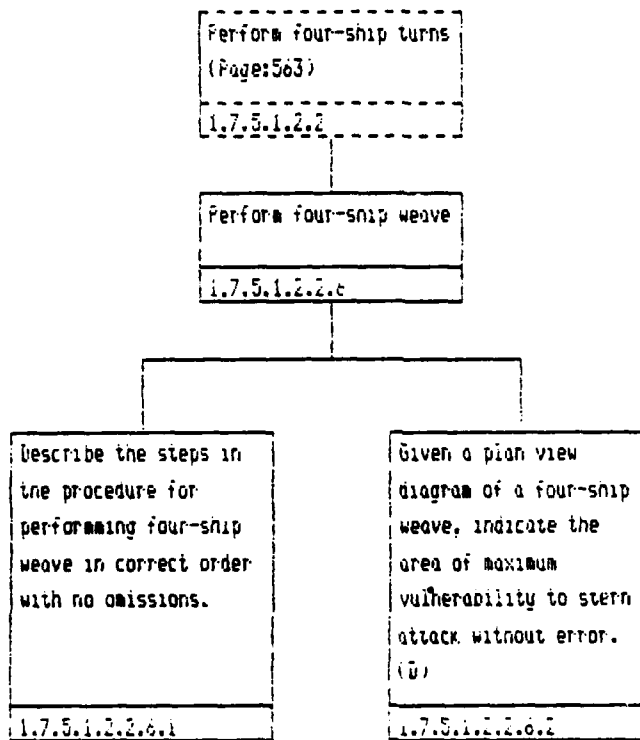 Perform four-ship turns
(Page:563)
1.7.5.1.2.2
Perform four-ship weave
1.7.5.1.2.2.6
Describe the steps in
the procedure for
performing four-ship
weave in correct order
with no omissions.
1.7.5.1.2.2.6.1
Given a plan view
diagram of a four-ship
weave, indicate the
area of maximum
vulnerability to stern
attack without error.
(D)
1.7.5.1.2.2.6.2